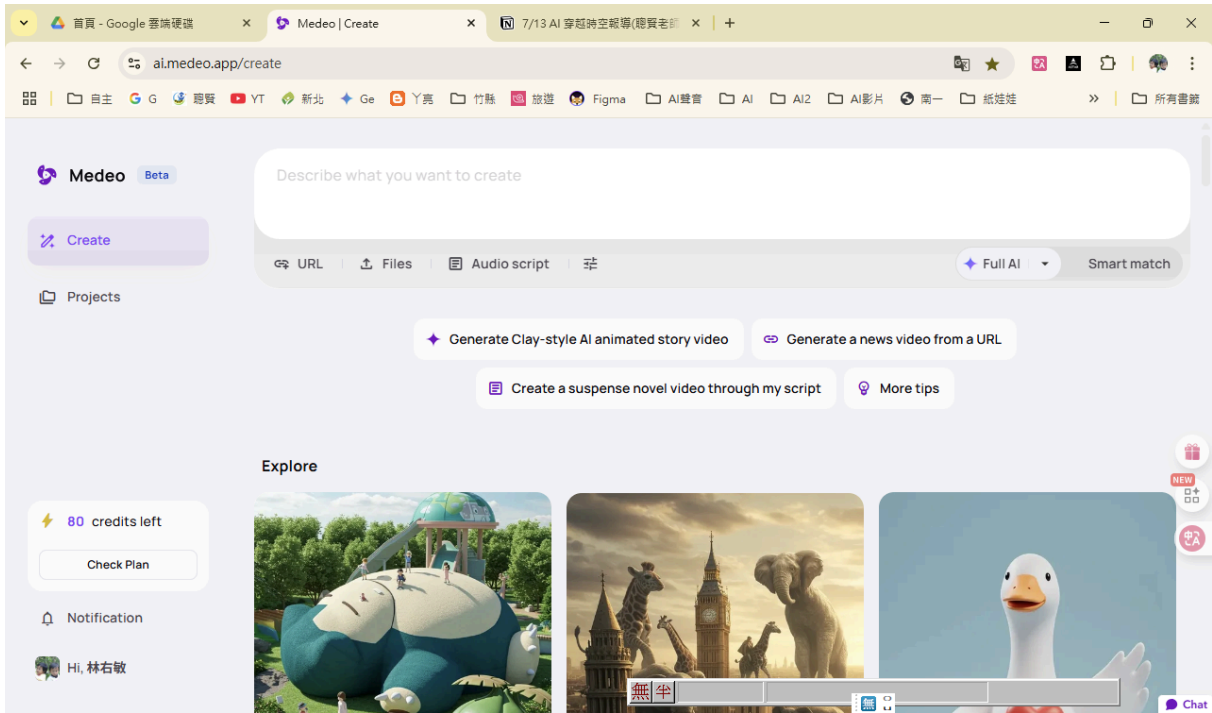 首頁 - Google 雲端硬碟
Medeo | Create
7/13 AI 穿越時空報導(聰賢老師
ai.medeo.app/create
自主 G 聰賢 YT 新北 Ge ㄚ亮 竹縣 旅遊 Figma AI聲音 AI AI2 AI影片 南一 紙娃娃 » 所有書籤
Medeo Beta
Describe what you want to create
Create
URL Files Audio script Full AI Smart match
Projects
Generate Clay-style AI animated story video Generate a news video from a URL
Create a suspense novel video through my script More tips
Explore
NEW
80 credits left
Check Plan
Notification
Hi, 林右敏
無 半
無
Chat